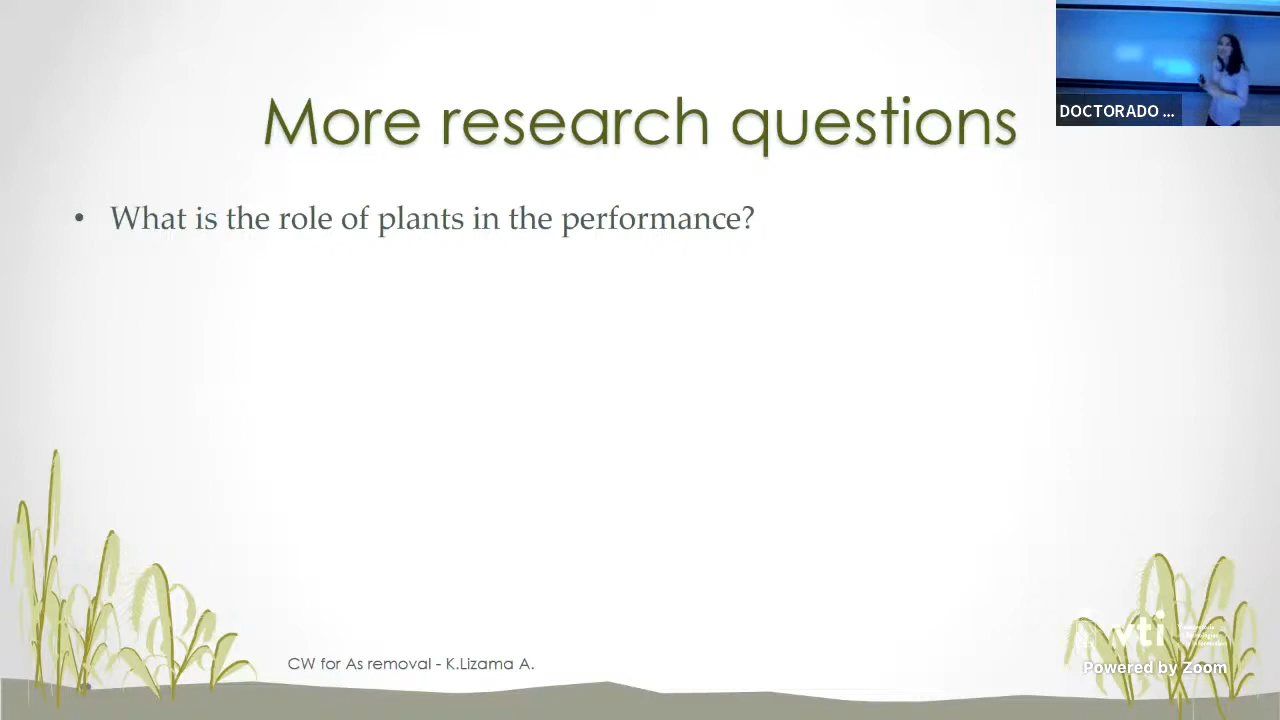 DOCTORADO ...
More research questions
• What is the role of plants in the performance?
CW for As removal - K.Lizama A.
vti
Powered by Zoom